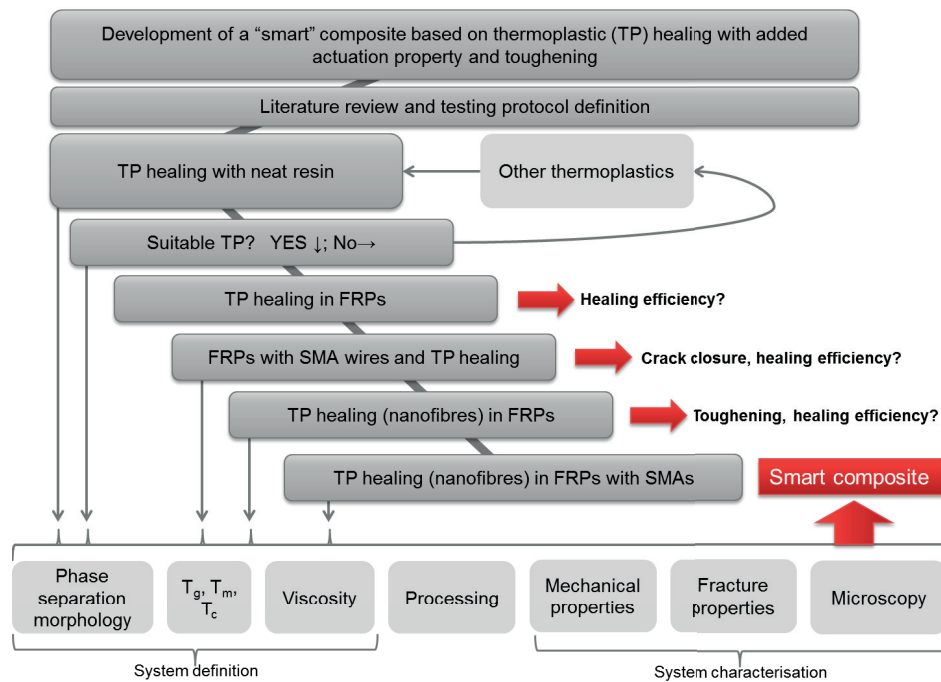 Development of a “smart” composite based on thermoplastic (TP) healing with added
actuation property and toughening
Literature review and testing protocol definition
TP healing with neat resin
Other thermoplastics
Suitable TP? YES ↓; No→
TP healing in FRPs
Healing efficiency?
FRPs with SMA wires and TP healing
Crack closure, healing efficiency?
TP healing (nanofibres) in FRPs
Toughening, healing efficiency?
TP healing (nanofibres) in FRPs with SMAs
Smart composite
Phase
separation
morphology
Tg, Tm,
Tc
Viscosity
Processing
Mechanical
properties
Fracture
properties
Microscopy
System definition
System characterisation